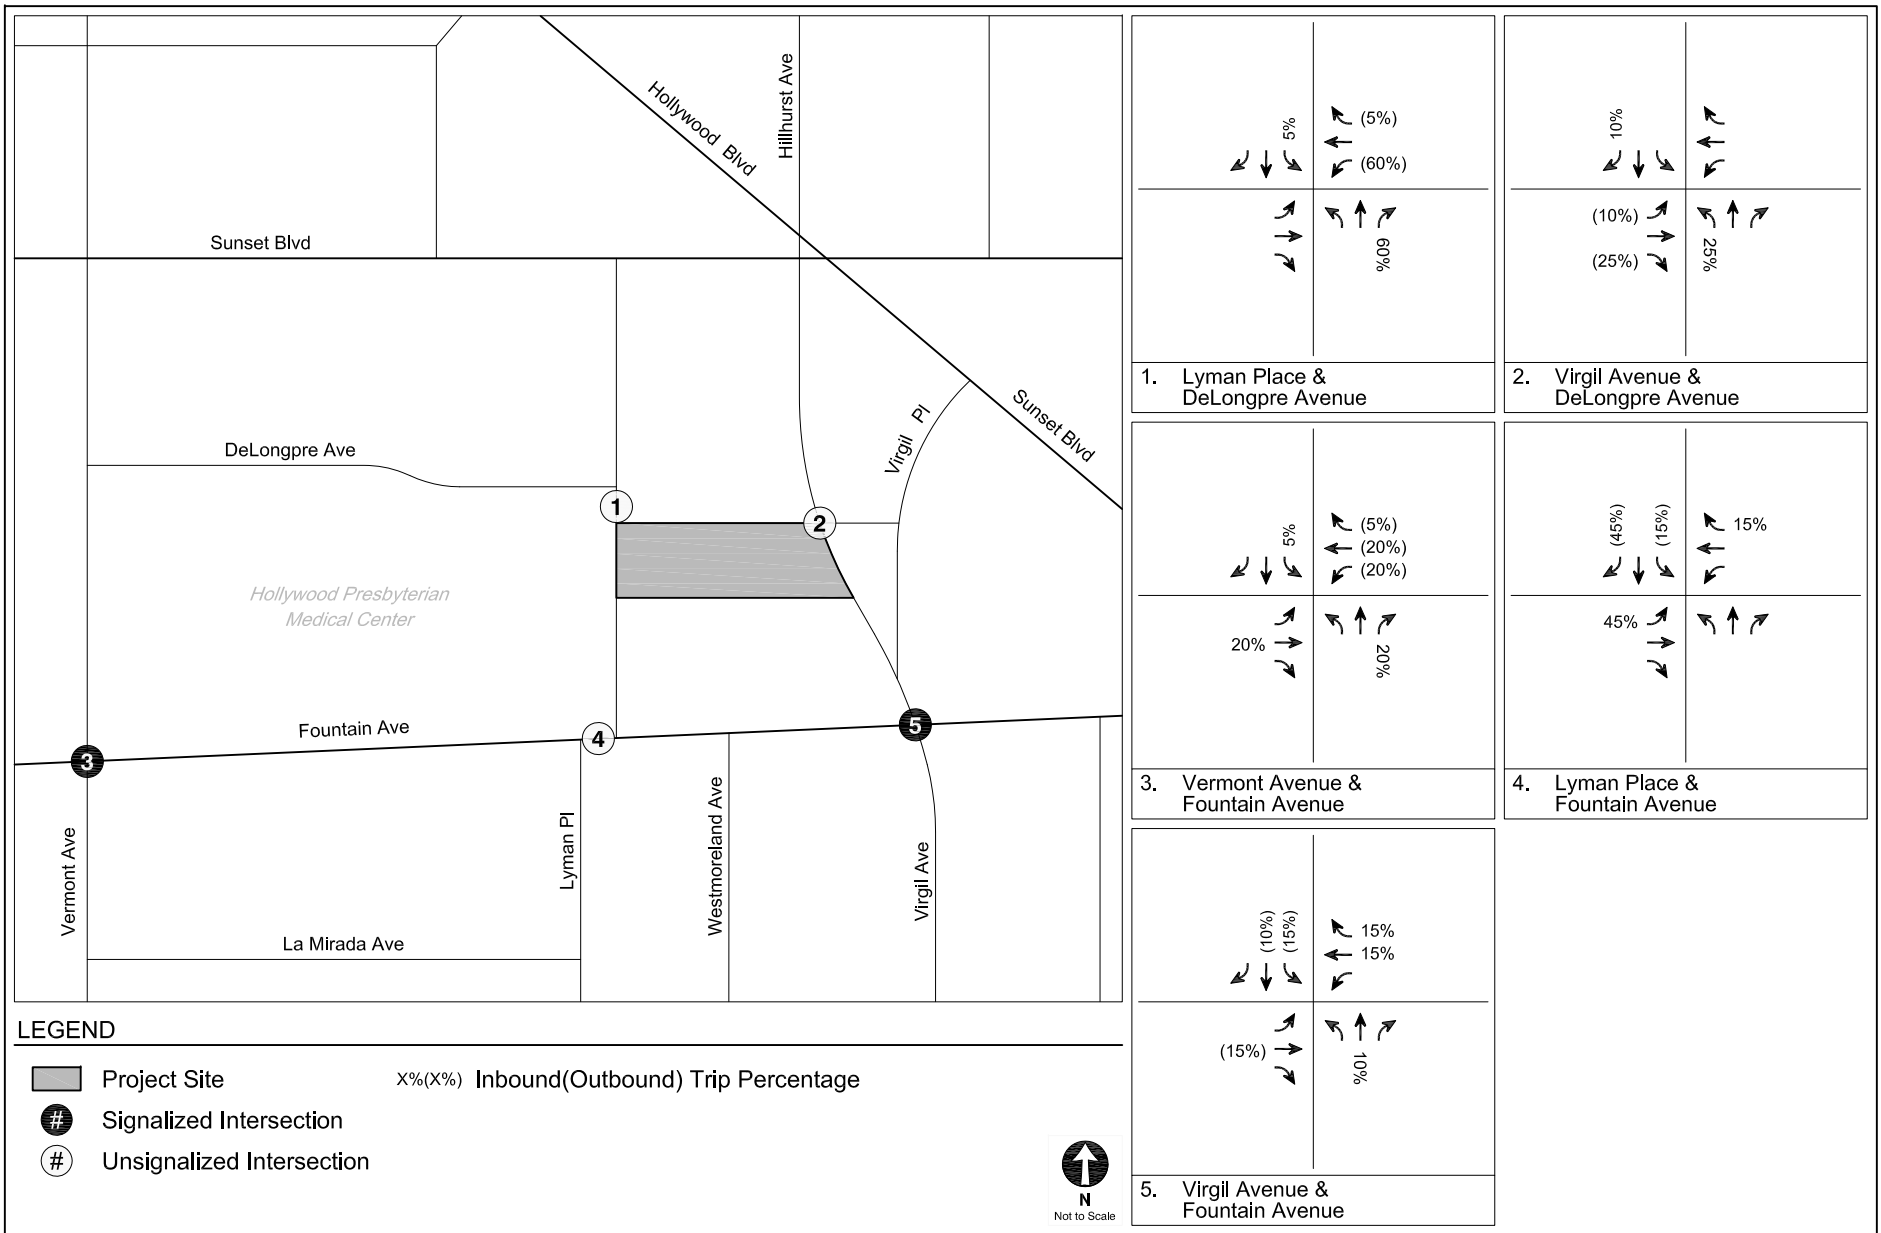 Hollywood Blvd
Hillhurst Ave
Sunset Blvd
Virgil Pl
Sunset Blvd
DeLongpre Ave
1
2
Hollywood Presbyterian
Medical Center
Fountain Ave
3
4
5
Vermont Ave
Lyman Pl
Westmoreland Ave
Virgil Ave
La Mirada Ave
LEGEND
Project Site
X%(X%) Inbound(Outbound) Trip Percentage
# Signalized Intersection
# Unsignalized Intersection
N
Not to Scale
5%
(5%)
(60%)
60%
1. Lyman Place &
DeLongpre Avenue
10%
(10%)
(25%)
25%
2. Virgil Avenue &
DeLongpre Avenue
5%
(5%)
(20%)
(20%)
20%
20%
3. Vermont Avenue &
Fountain Avenue
(45%)
(15%)
15%
45%
4. Lyman Place &
Fountain Avenue
(10%)
(15%)
15%
15%
(15%)
10%
5. Virgil Avenue &
Fountain Avenue